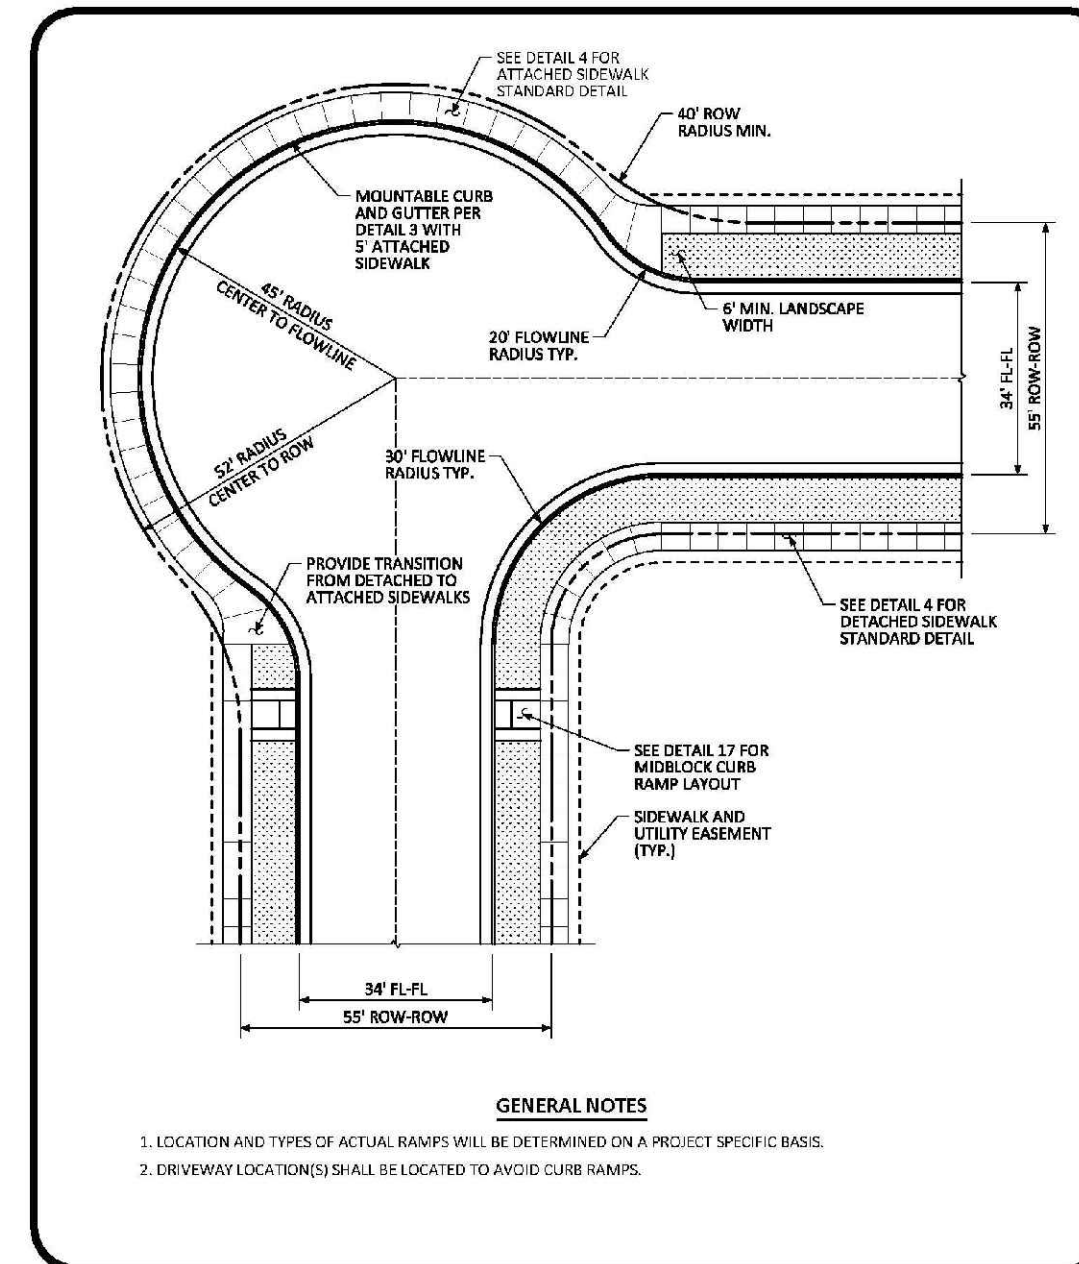 SEE DETAIL 4 FOR
ATTACHED SIDEWALK
STANDARD DETAIL
40' ROW
RADIUS MIN.
MOUNTABLE CURB
AND GUTTER PER
DETAIL 3 WITH
5' ATTACHED
SIDEWALK
45' RADIUS
CENTER TO FLOWLINE
6' MIN. LANDSCAPE
WIDTH
20' FLOWLINE
RADIUS TYP.
34' FL-FL
55' ROW-ROW
52' RADIUS
CENTER TO ROW
30' FLOWLINE
RADIUS TYP.
PROVIDE TRANSITION
FROM DETACHED TO
ATTACHED SIDEWALKS
SEE DETAIL 4 FOR
DETACHED SIDEWALK
STANDARD DETAIL
SEE DETAIL 17 FOR
MIDBLOCK CURB
RAMP LAYOUT
SIDEWALK AND
UTILITY EASEMENT
(TYP.)
34' FL-FL
55' ROW-ROW
GENERAL NOTES
1. LOCATION AND TYPES OF ACTUAL RAMPS WILL BE DETERMINED ON A PROJECT SPECIFIC BASIS.
2. DRIVEWAY LOCATION(S) SHALL BE LOCATED TO AVOID CURB RAMPS.